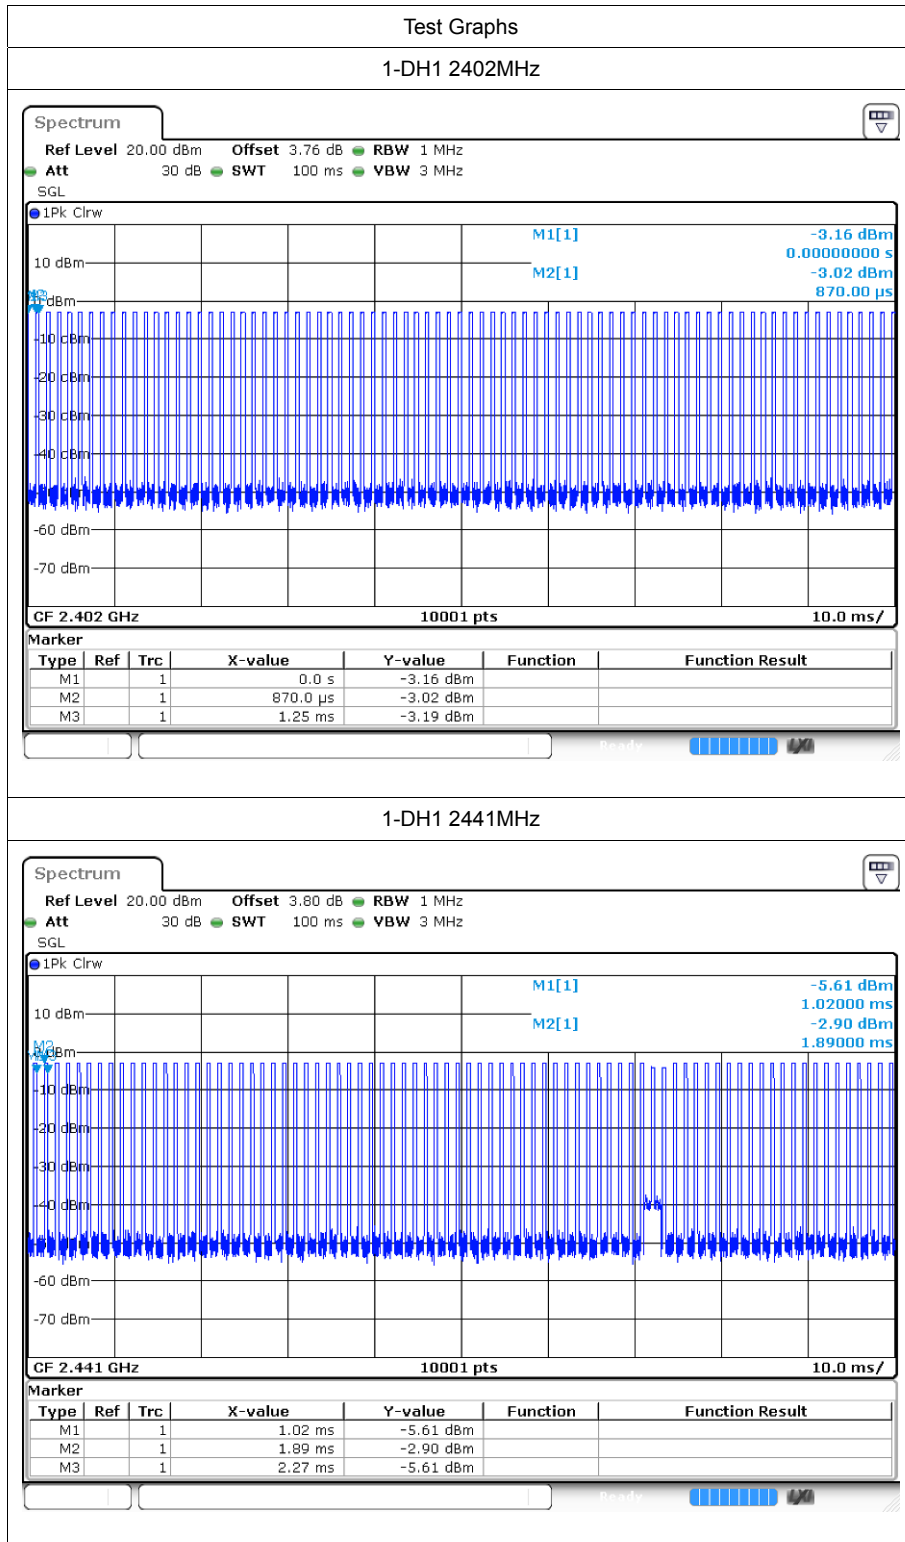 Test Graphs
1-DH1 2402MHz
Spectrum
Ref Level 20.00 dBm Offset 3.76 dB RBW 1 MHz
Att 30 dB SWT 100 ms VBW 3 MHz
SGL
1Pk Clrw
M1[1] -3.16 dBm
0.00000000 s
10 dBm
M2[1] -3.02 dBm
870.00 µs
dBm
-10 dBm
-20 dBm
-30 dBm
-40 dBm
-60 dBm
-70 dBm
CF 2.402 GHz 10001 pts 10.0 ms/
Marker
Type Ref Trc X-value Y-value Function Function Result
M1 1 0.0 s -3.16 dBm
M2 1 870.0 µs -3.02 dBm
M3 1 1.25 ms -3.19 dBm
Ready
LXI
1-DH1 2441MHz
Spectrum
Ref Level 20.00 dBm Offset 3.80 dB RBW 1 MHz
Att 30 dB SWT 100 ms VBW 3 MHz
SGL
1Pk Clrw
M1[1] -5.61 dBm
1.02000 ms
10 dBm
M2[1] -2.90 dBm
1.89000 ms
M2
-10 dBm
-20 dBm
-30 dBm
-40 dBm
-60 dBm
-70 dBm
CF 2.441 GHz 10001 pts 10.0 ms/
Marker
Type Ref Trc X-value Y-value Function Function Result
M1 1 1.02 ms -5.61 dBm
M2 1 1.89 ms -2.90 dBm
M3 1 2.27 ms -5.61 dBm
Ready
LXI